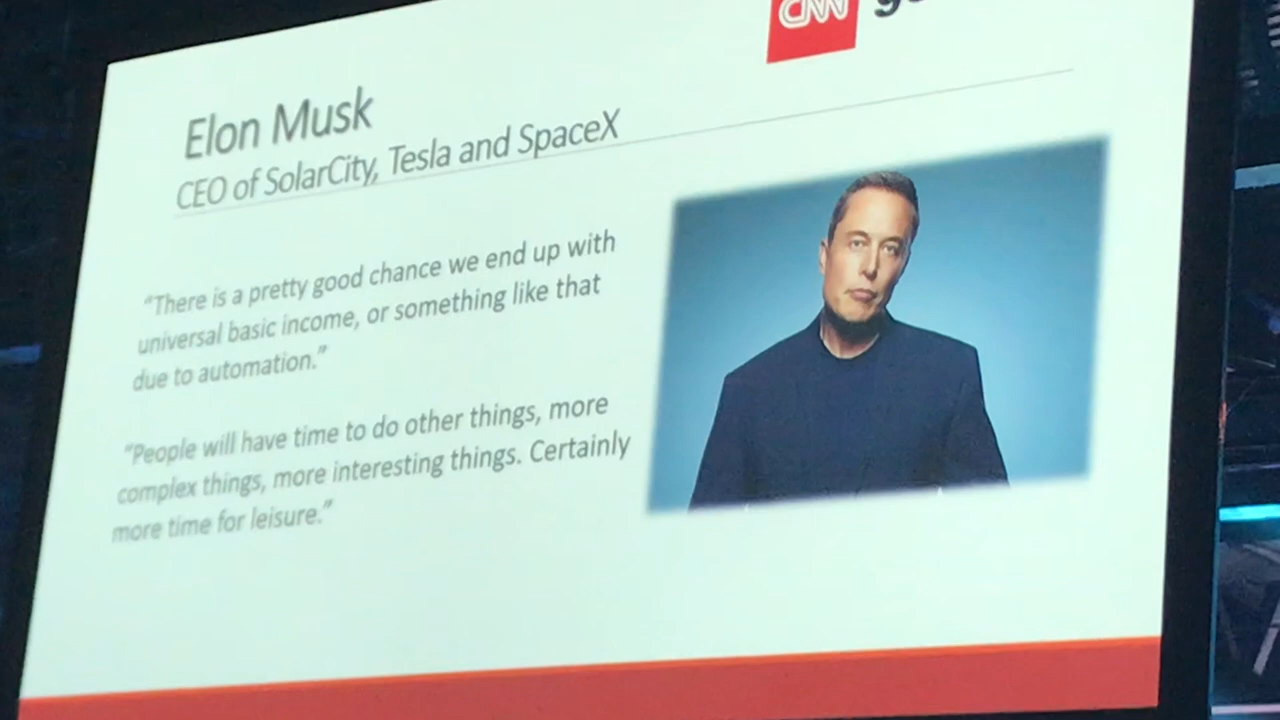 CNN
Elon Musk
CEO of SolarCity, Tesla and SpaceX
“There is a pretty good chance we end up with
universal basic income, or something like that
due to automation.”
“People will have time to do other things, more
complex things, more interesting things. Certainly
more time for leisure.”